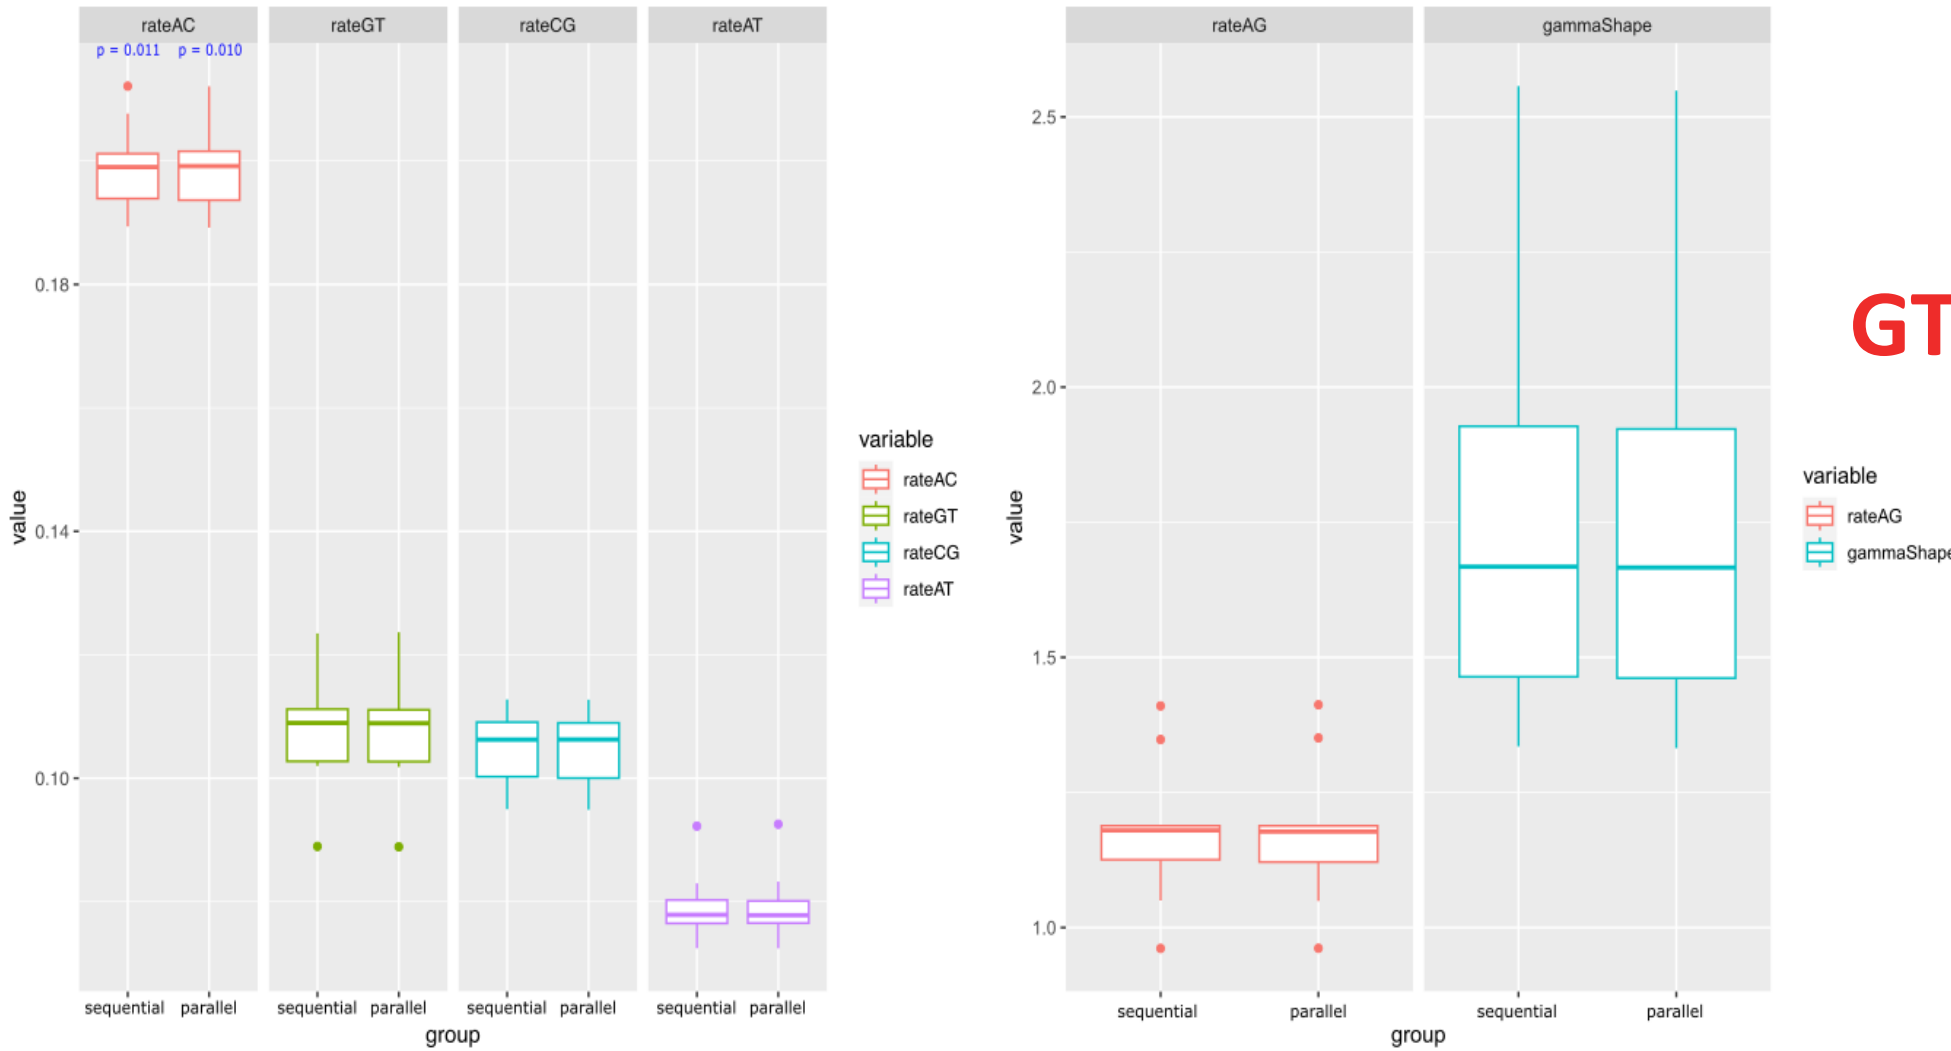 rateAC rateGT rateCG rateAT
p = 0.011 p = 0.010
0.18
0.14
0.10
value
sequential parallel sequential parallel sequential parallel sequential parallel
group
variable
rateAC
rateGT
rateCG
rateAT
rateAG gammaShape
2.5
2.0
1.5
1.0
value
sequential parallel sequential parallel
group
GT
variable
rateAG
gammaShape